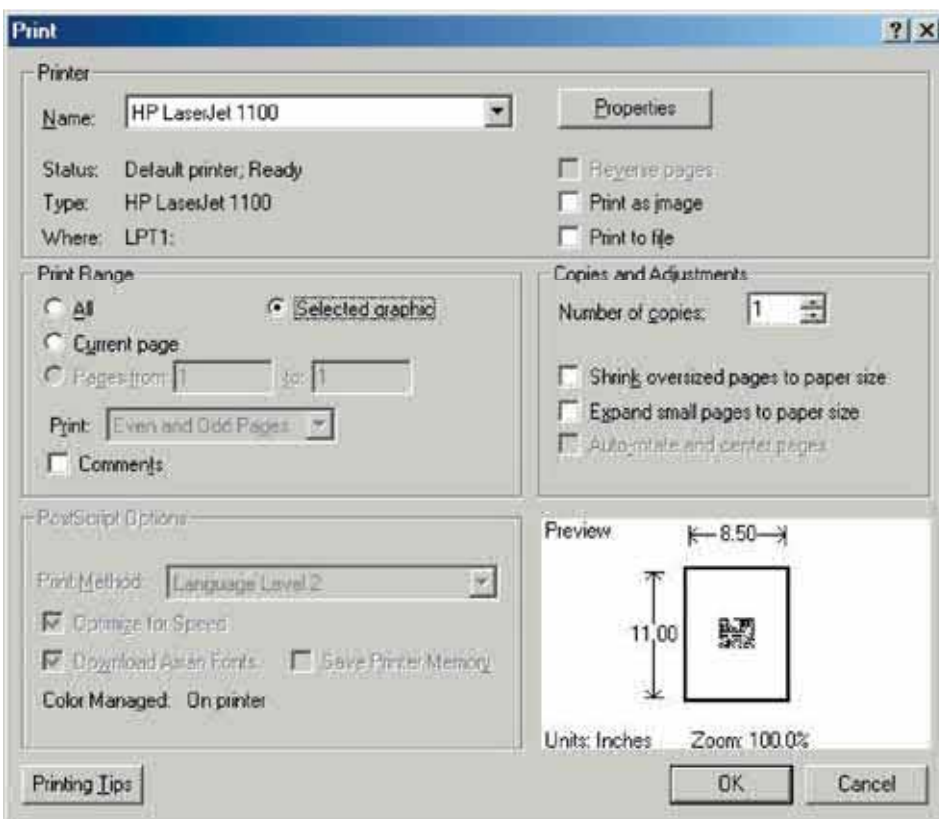 Print
Printer
Name: HP LaserJet 1100 Properties
Status: Default printer; Ready Reverse pages
Type: HP LaserJet 1100 Print as image
Where: LPT1: Print to file
Print Range
All Selected graphic
Current page
Pages from: 1 to: 1
Print: Even and Odd Pages
Comments
Copies and Adjustments
Number of copies: 1
Shrink oversized pages to paper size
Expand small pages to paper size
Auto-rotate and center pages
PostScript Options
Print Method: Language Level 2
Optimize for Speed
Download Asian Fonts Save Printer Memory
Color Managed: On printer
Preview
8.50
11.00
Units: Inches Zoom: 100.0%
Printing Tips OK Cancel